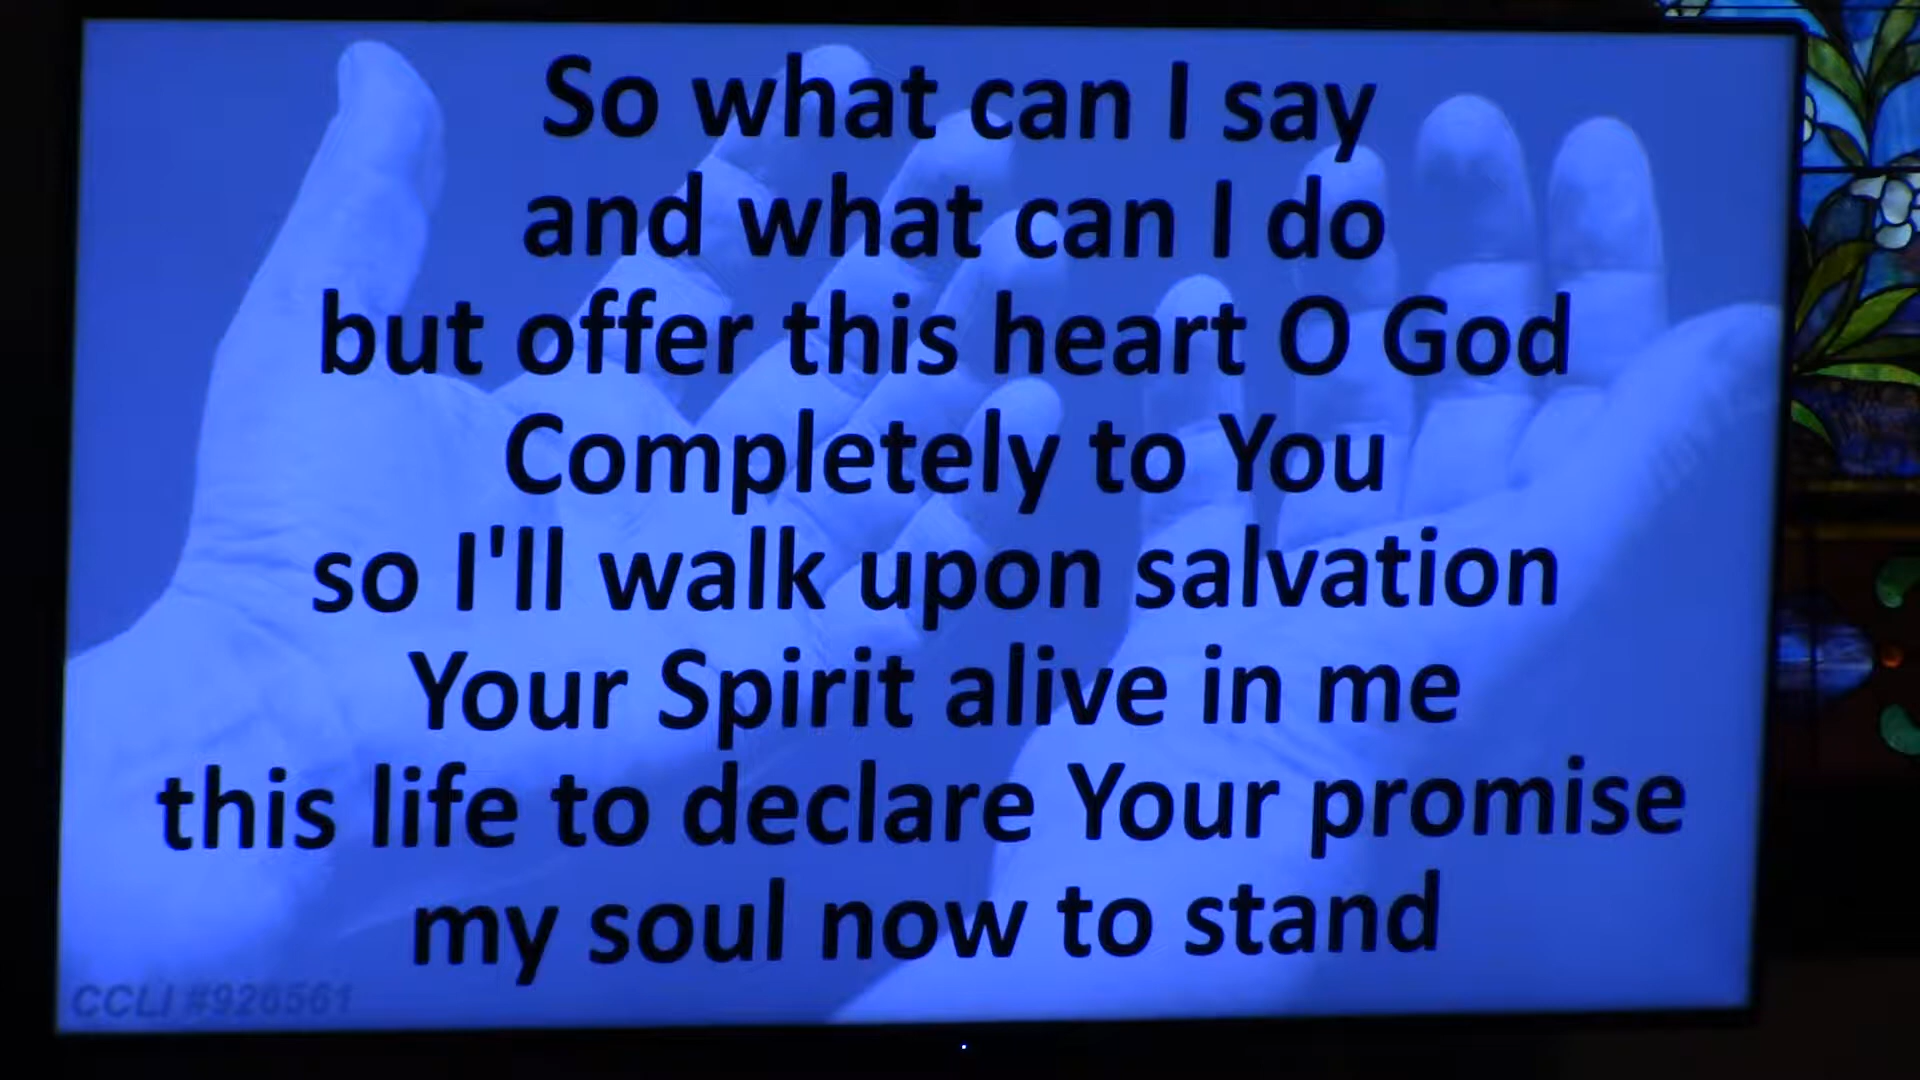 So what can I say
and what can I do
but offer this heart O God
Completely to You
so I'll walk upon salvation
Your Spirit alive in me
this life to declare Your promise
my soul now to stand
CCLI #926561